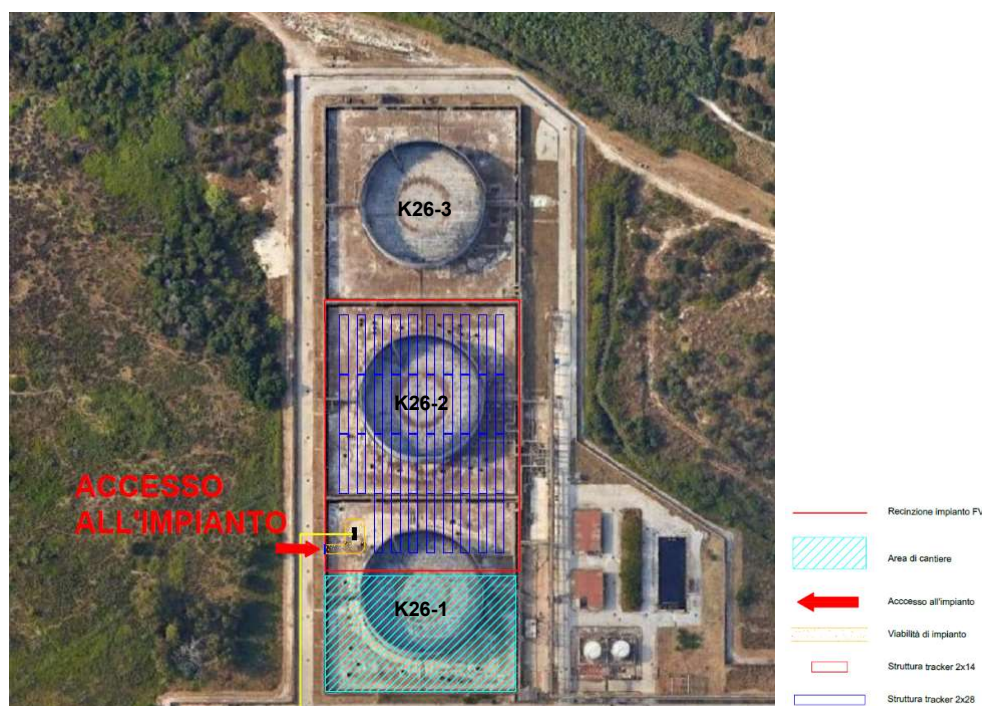 K26-3
K26-2
ACCESSO
ALL'IMPIANTO
K26-1
Recinzione impianto FV
Area di cantiere
Acccesso all'impianto
Viabilità di impianto
Struttura tracker 2x14
Struttura tracker 2x28